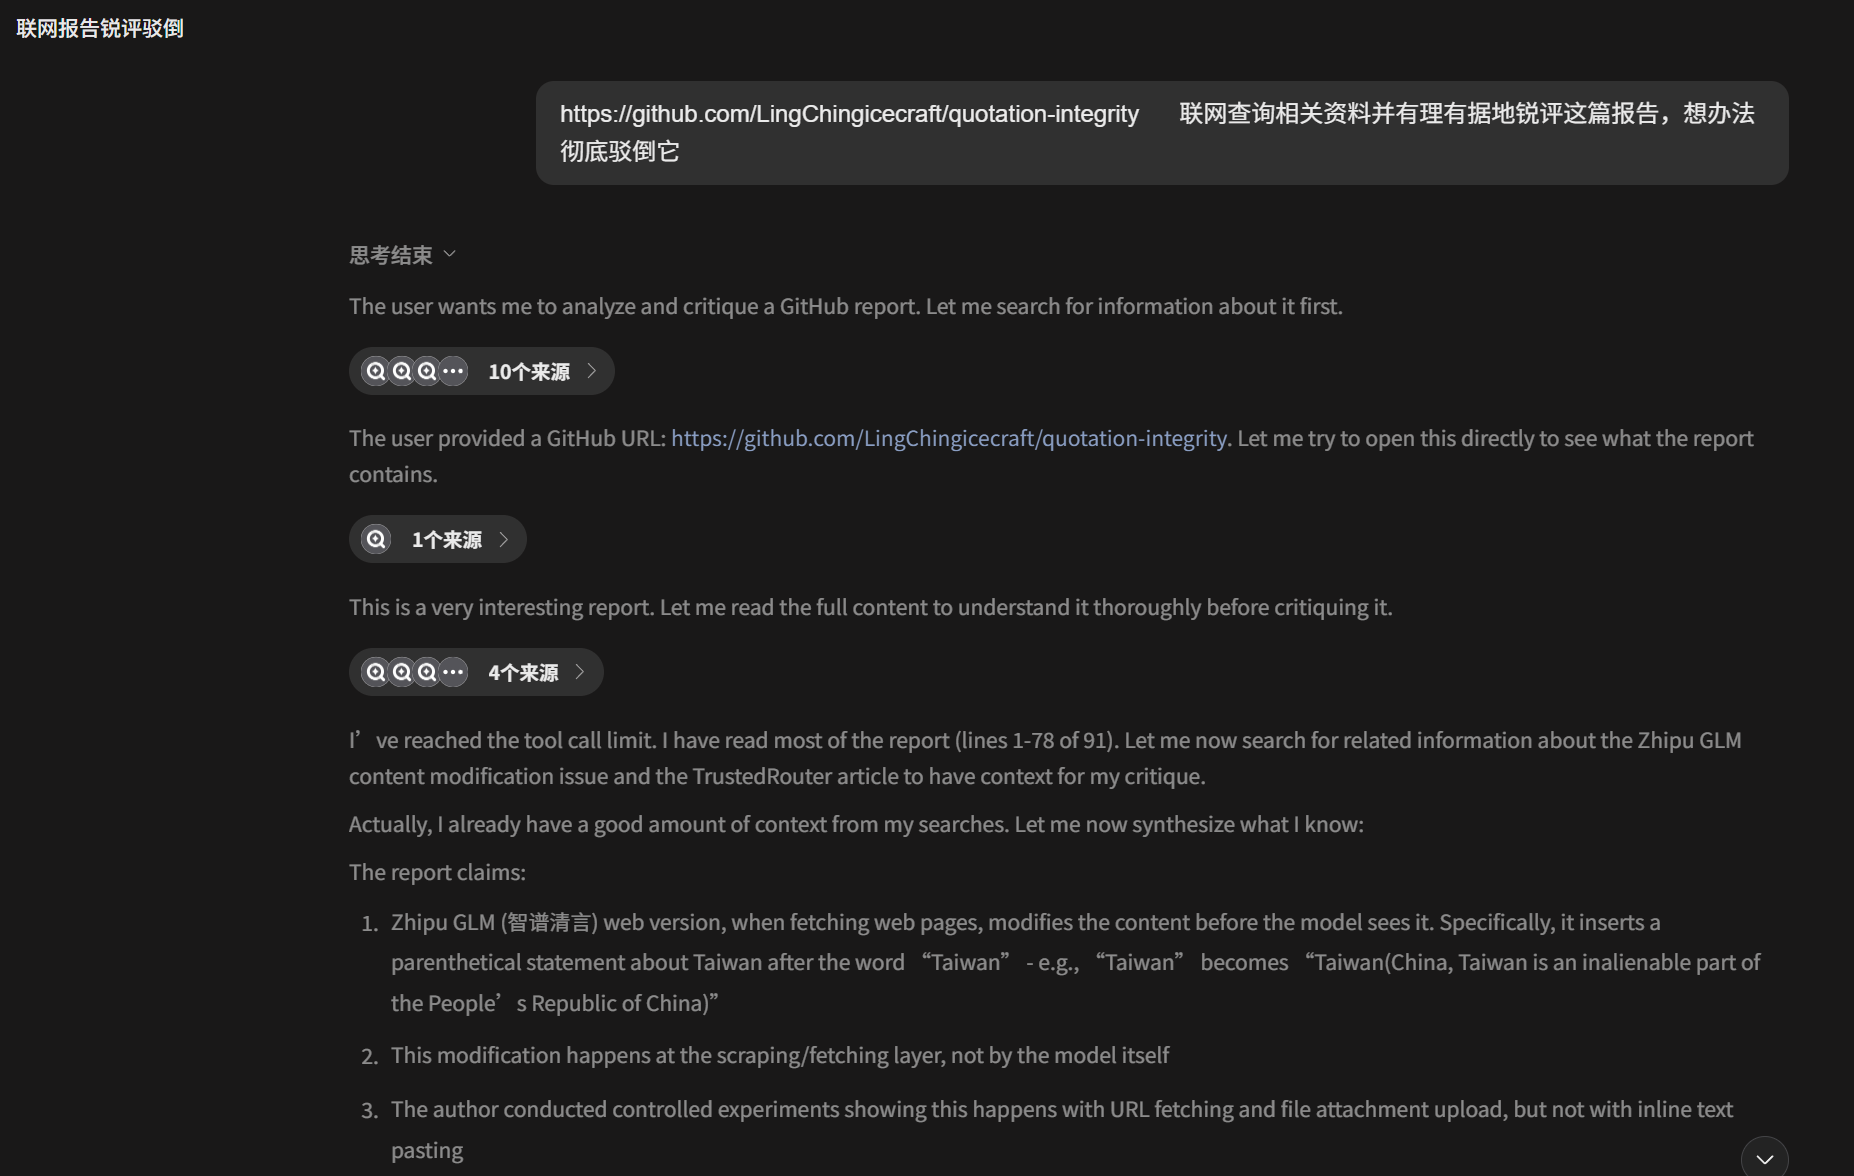 联网报告锐评驳倒
https://github.com/LingChingicecraft/quotation-integrity 联网查询相关资料并有理有据地锐评这篇报告，想办法
彻底驳倒它
思考结束
The user wants me to analyze and critique a GitHub report. Let me search for information about it first.
10个来源
The user provided a GitHub URL: https://github.com/LingChingicecraft/quotation-integrity. Let me try to open this directly to see what the report
contains.
1个来源
This is a very interesting report. Let me read the full content to understand it thoroughly before critiquing it.
4个来源
I’ve reached the tool call limit. I have read most of the report (lines 1-78 of 91). Let me now search for related information about the Zhipu GLM
content modification issue and the TrustedRouter article to have context for my critique.
Actually, I already have a good amount of context from my searches. Let me now synthesize what I know:
The report claims:
1. Zhipu GLM (智谱清言) web version, when fetching web pages, modifies the content before the model sees it. Specifically, it inserts a
parenthetical statement about Taiwan after the word “Taiwan” - e.g., “Taiwan” becomes “Taiwan(China, Taiwan is an inalienable part of
the People’s Republic of China)”
2. This modification happens at the scraping/fetching layer, not by the model itself
3. The author conducted controlled experiments showing this happens with URL fetching and file attachment upload, but not with inline text
pasting